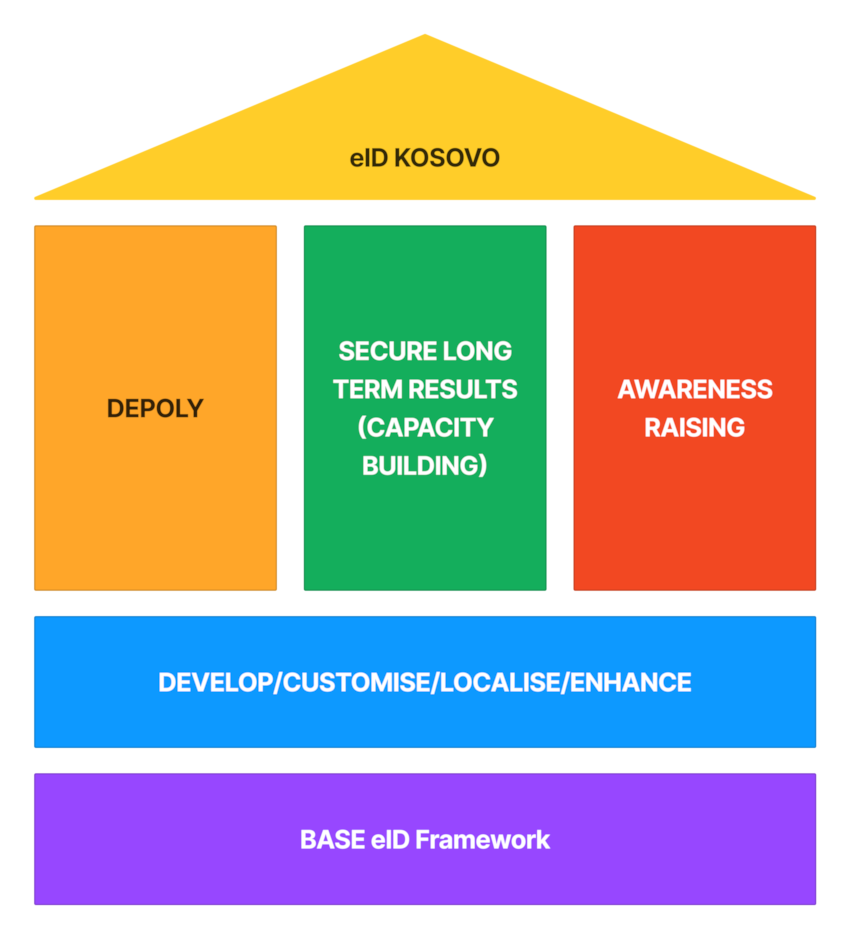 eID KOSOVO
DEPOLY
SECURE LONG
TERM RESULTS
(CAPACITY
BUILDING)
AWARENESS
RAISING
DEVELOP/CUSTOMISE/LOCALISE/ENHANCE
BASE eID Framework